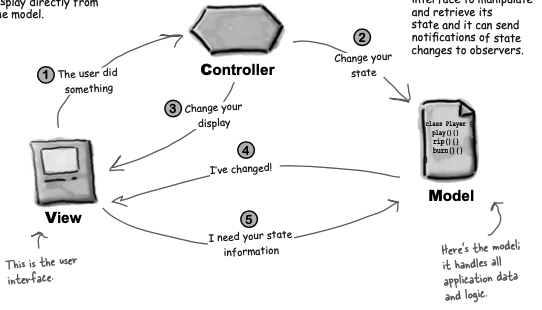 splay directly from
he model.
and retrieve its
state and it can send
notifications of state
changes to observers.
Controller
1 The user did
something
2
Change your
state
3 Change your
display
4
I've changed!
5
I need your state
information
class Player {
play(){}
rip(){}
burn(){}
}
View
Model
This is the user
interface.
Here's the model;
it handles all
application data
and logic.